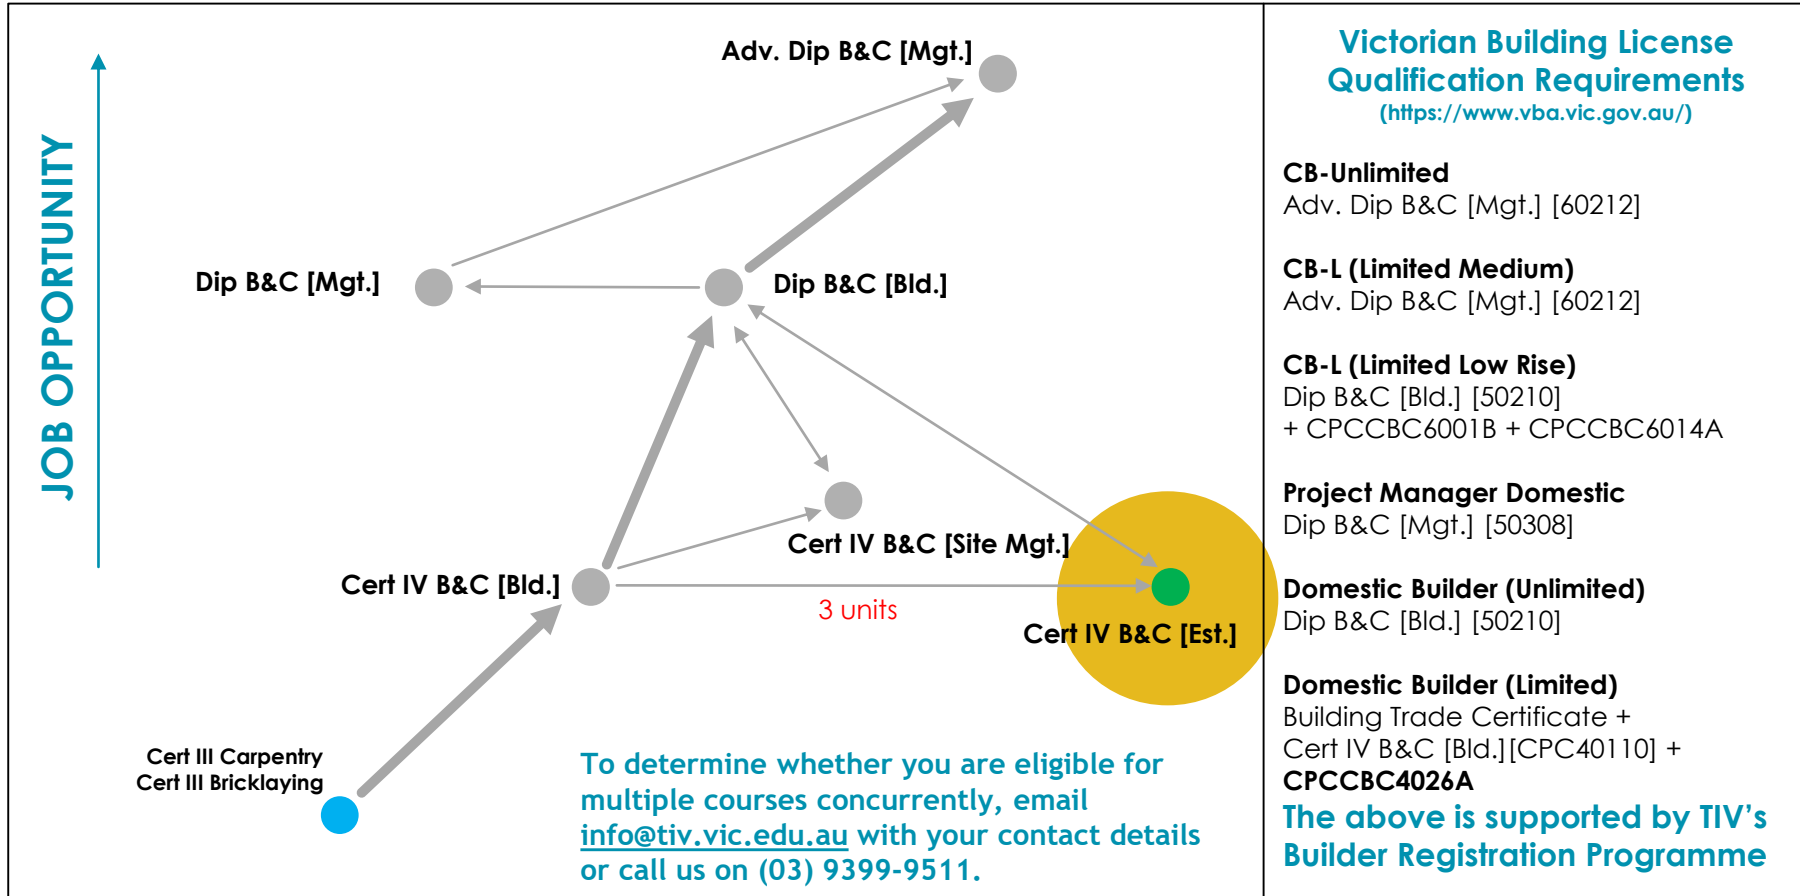 Adv. Dip B&C [Mgt.]
JOB OPPORTUNITY
Dip B&C [Mgt.]
Dip B&C [Bld.]
Cert IV B&C [Site Mgt.]
Cert IV B&C [Bld.]
3 units
Cert IV B&C [Est.]
Cert III Carpentry
Cert III Bricklaying
To determine whether you are eligible for
multiple courses concurrently, email
info@tiv.vic.edu.au with your contact details
or call us on (03) 9399-9511.
Victorian Building License
Qualification Requirements
(https://www.vba.vic.gov.au/)
CB-Unlimited
Adv. Dip B&C [Mgt.] [60212]
CB-L (Limited Medium)
Adv. Dip B&C [Mgt.] [60212]
CB-L (Limited Low Rise)
Dip B&C [Bld.] [50210]
+ CPCCBC6001B + CPCCBC6014A
Project Manager Domestic
Dip B&C [Mgt.] [50308]
Domestic Builder (Unlimited)
Dip B&C [Bld.] [50210]
Domestic Builder (Limited)
Building Trade Certificate +
Cert IV B&C [Bld.][CPC40110] +
CPCCBC4026A
The above is supported by TIV’s
Builder Registration Programme